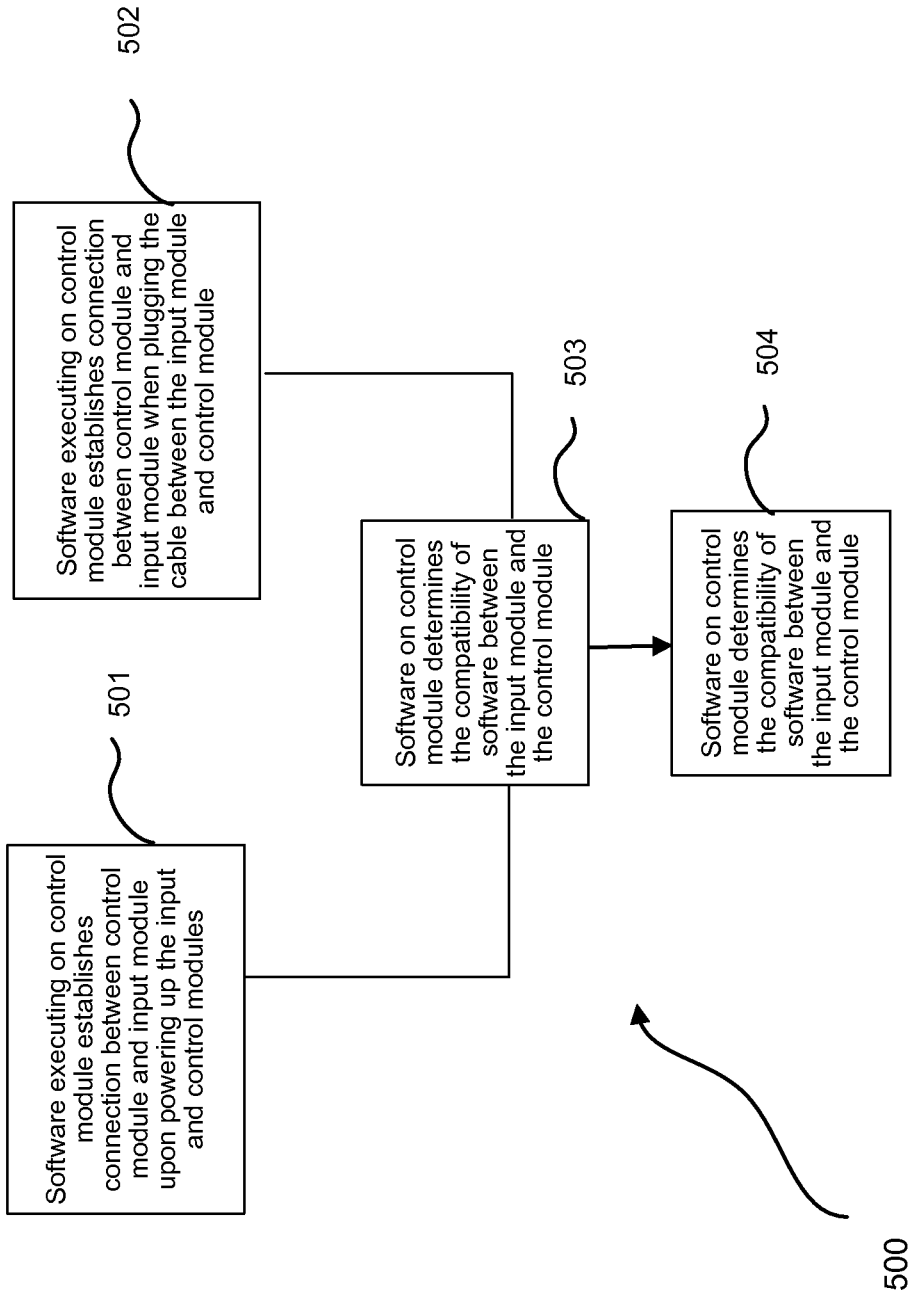 Software executing on control
module establishes
connection between control
module and input module
upon powering up the input
and control modules
501
Software executing on control
module establishes connection
between control module and
input module when plugging the
cable between the input module
and control module
502
Software on control
module determines
the compatibility of
software between
the input module and
the control module
503
Software on control
module determines
the compatibility of
software between
the input module and
the control module
504
500